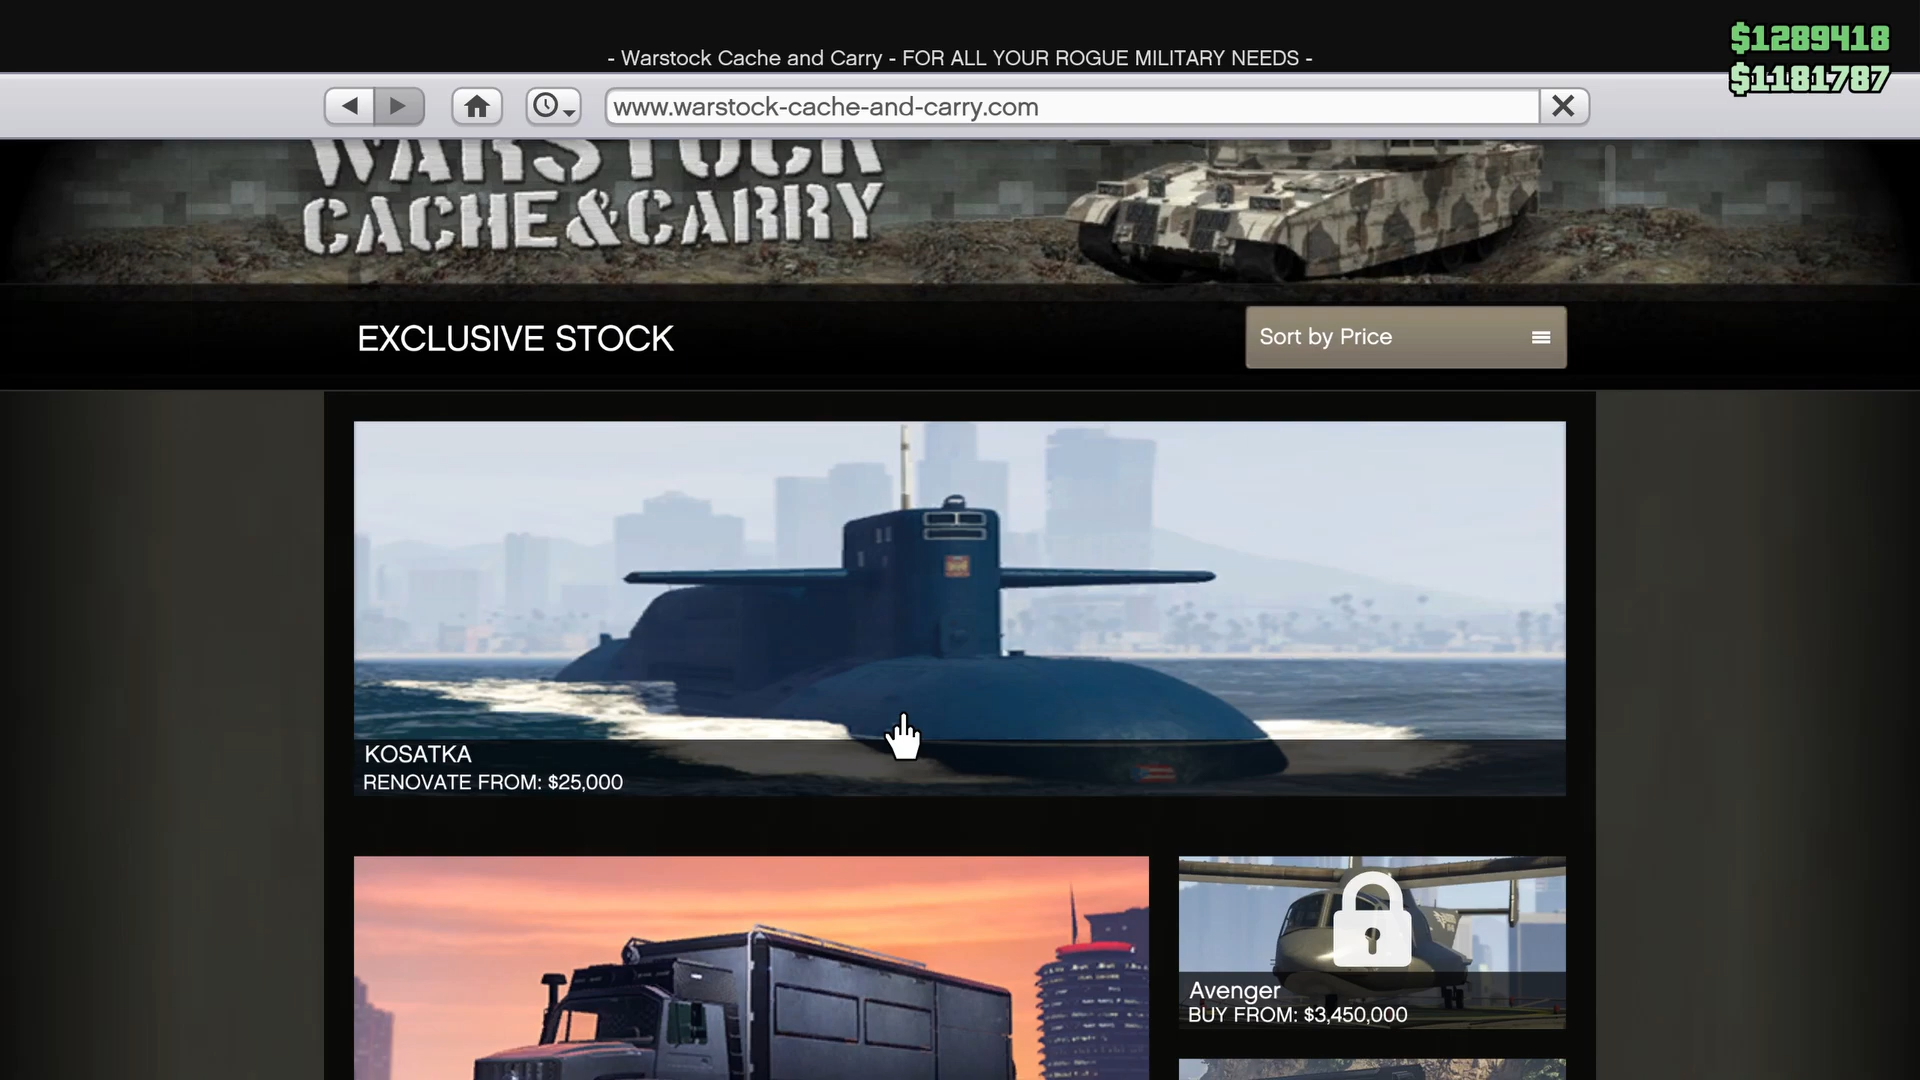 - Warstock Cache and Carry - FOR ALL YOUR ROGUE MILITARY NEEDS -
$1289418
$1181787
www.warstock-cache-and-carry.com
WARSTOCK
CACHE&CARRY
EXCLUSIVE STOCK
Sort by Price
KOSATKA
RENOVATE FROM: $25,000
Avenger
BUY FROM: $3,450,000